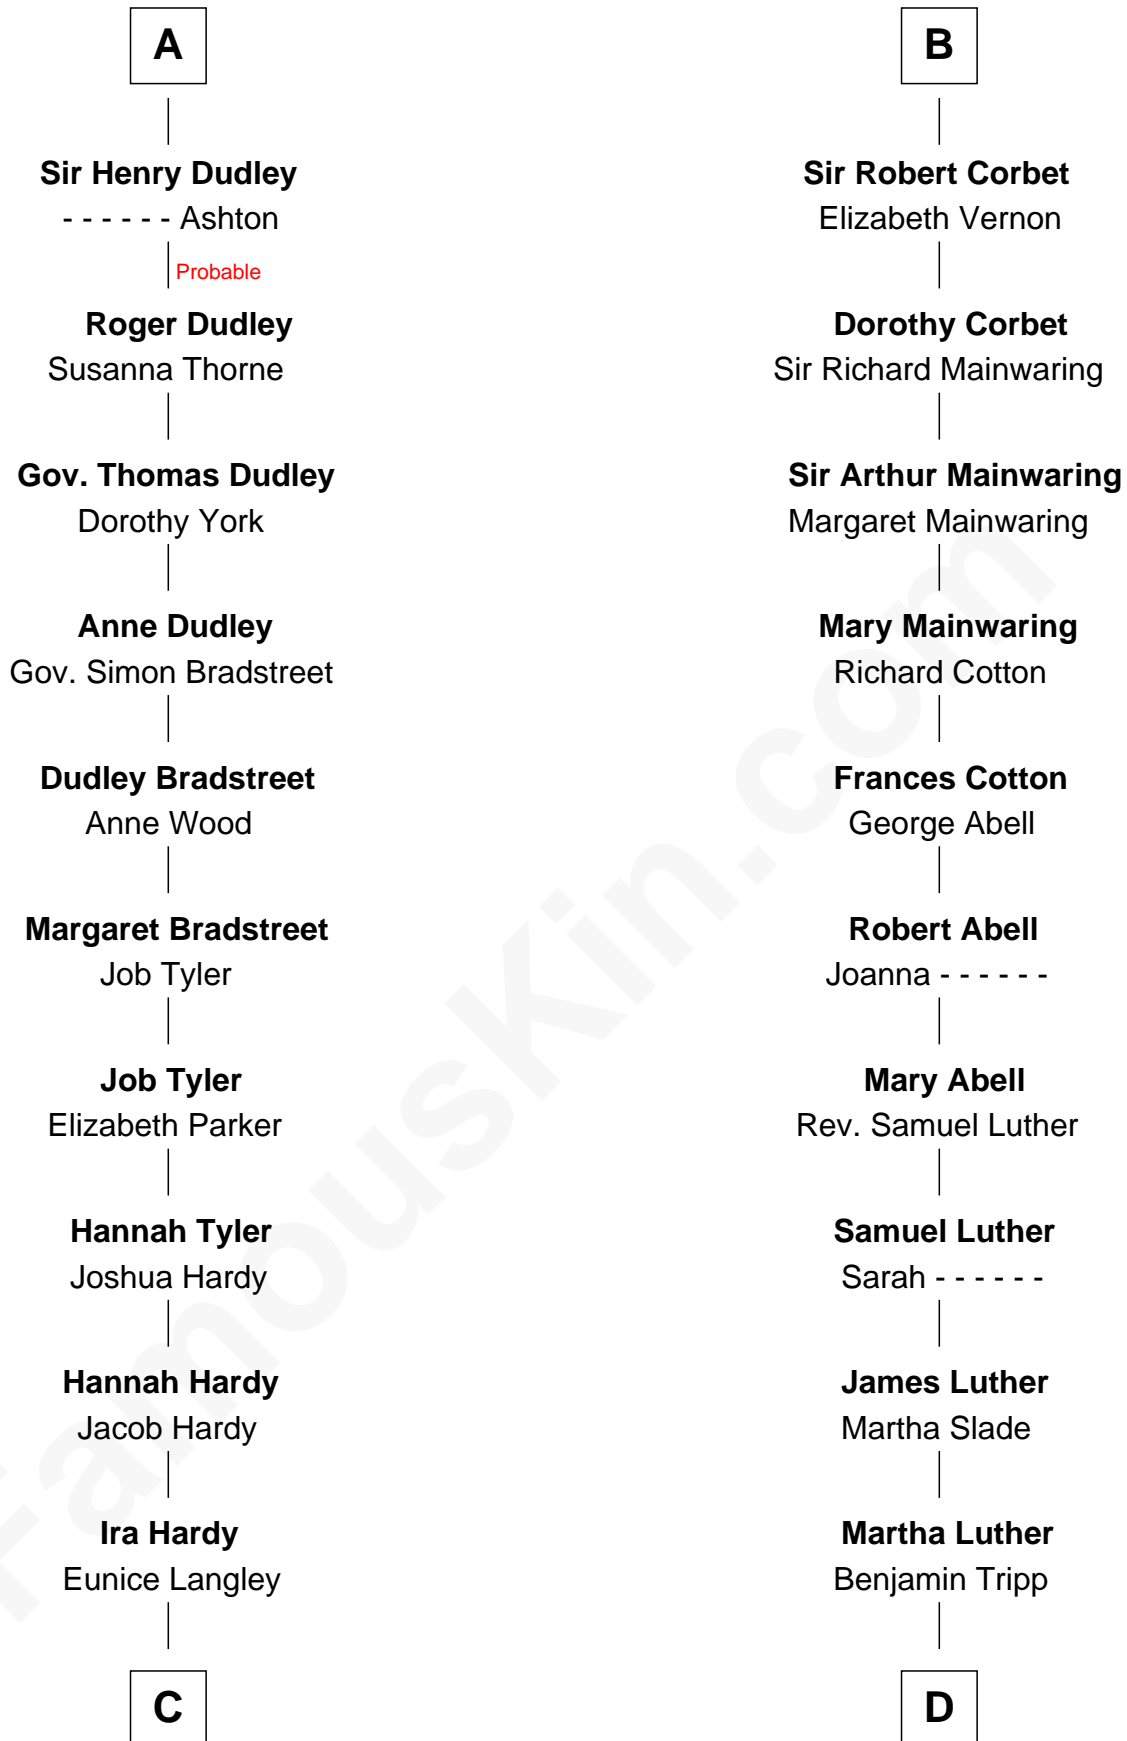 A
Sir Henry Dudley
- - - - - - Ashton
Probable
Roger Dudley
Susanna Thorne
Gov. Thomas Dudley
Dorothy York
Anne Dudley
Gov. Simon Bradstreet
Dudley Bradstreet
Anne Wood
Margaret Bradstreet
Job Tyler
Job Tyler
Elizabeth Parker
Hannah Tyler
Joshua Hardy
Hannah Hardy
Jacob Hardy
Ira Hardy
Eunice Langley
C
B
Sir Robert Corbet
Elizabeth Vernon
Dorothy Corbet
Sir Richard Mainwaring
Sir Arthur Mainwaring
Margaret Mainwaring
Mary Mainwaring
Richard Cotton
Frances Cotton
George Abell
Robert Abell
Joanna - - - - - -
Mary Abell
Rev. Samuel Luther
Samuel Luther
Sarah - - - - - -
James Luther
Martha Slade
Martha Luther
Benjamin Tripp
D
FamousKin.com